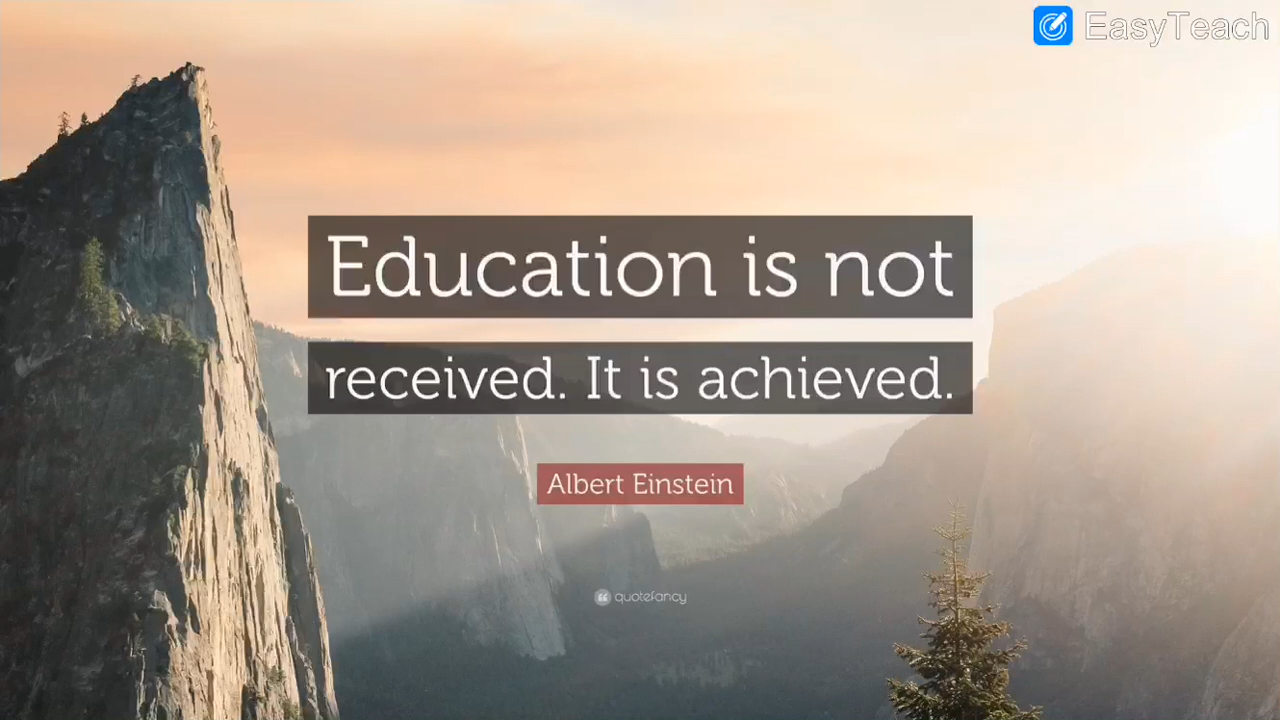 EasyTeach
Education is not
received. It is achieved.
Albert Einstein
quotefancy